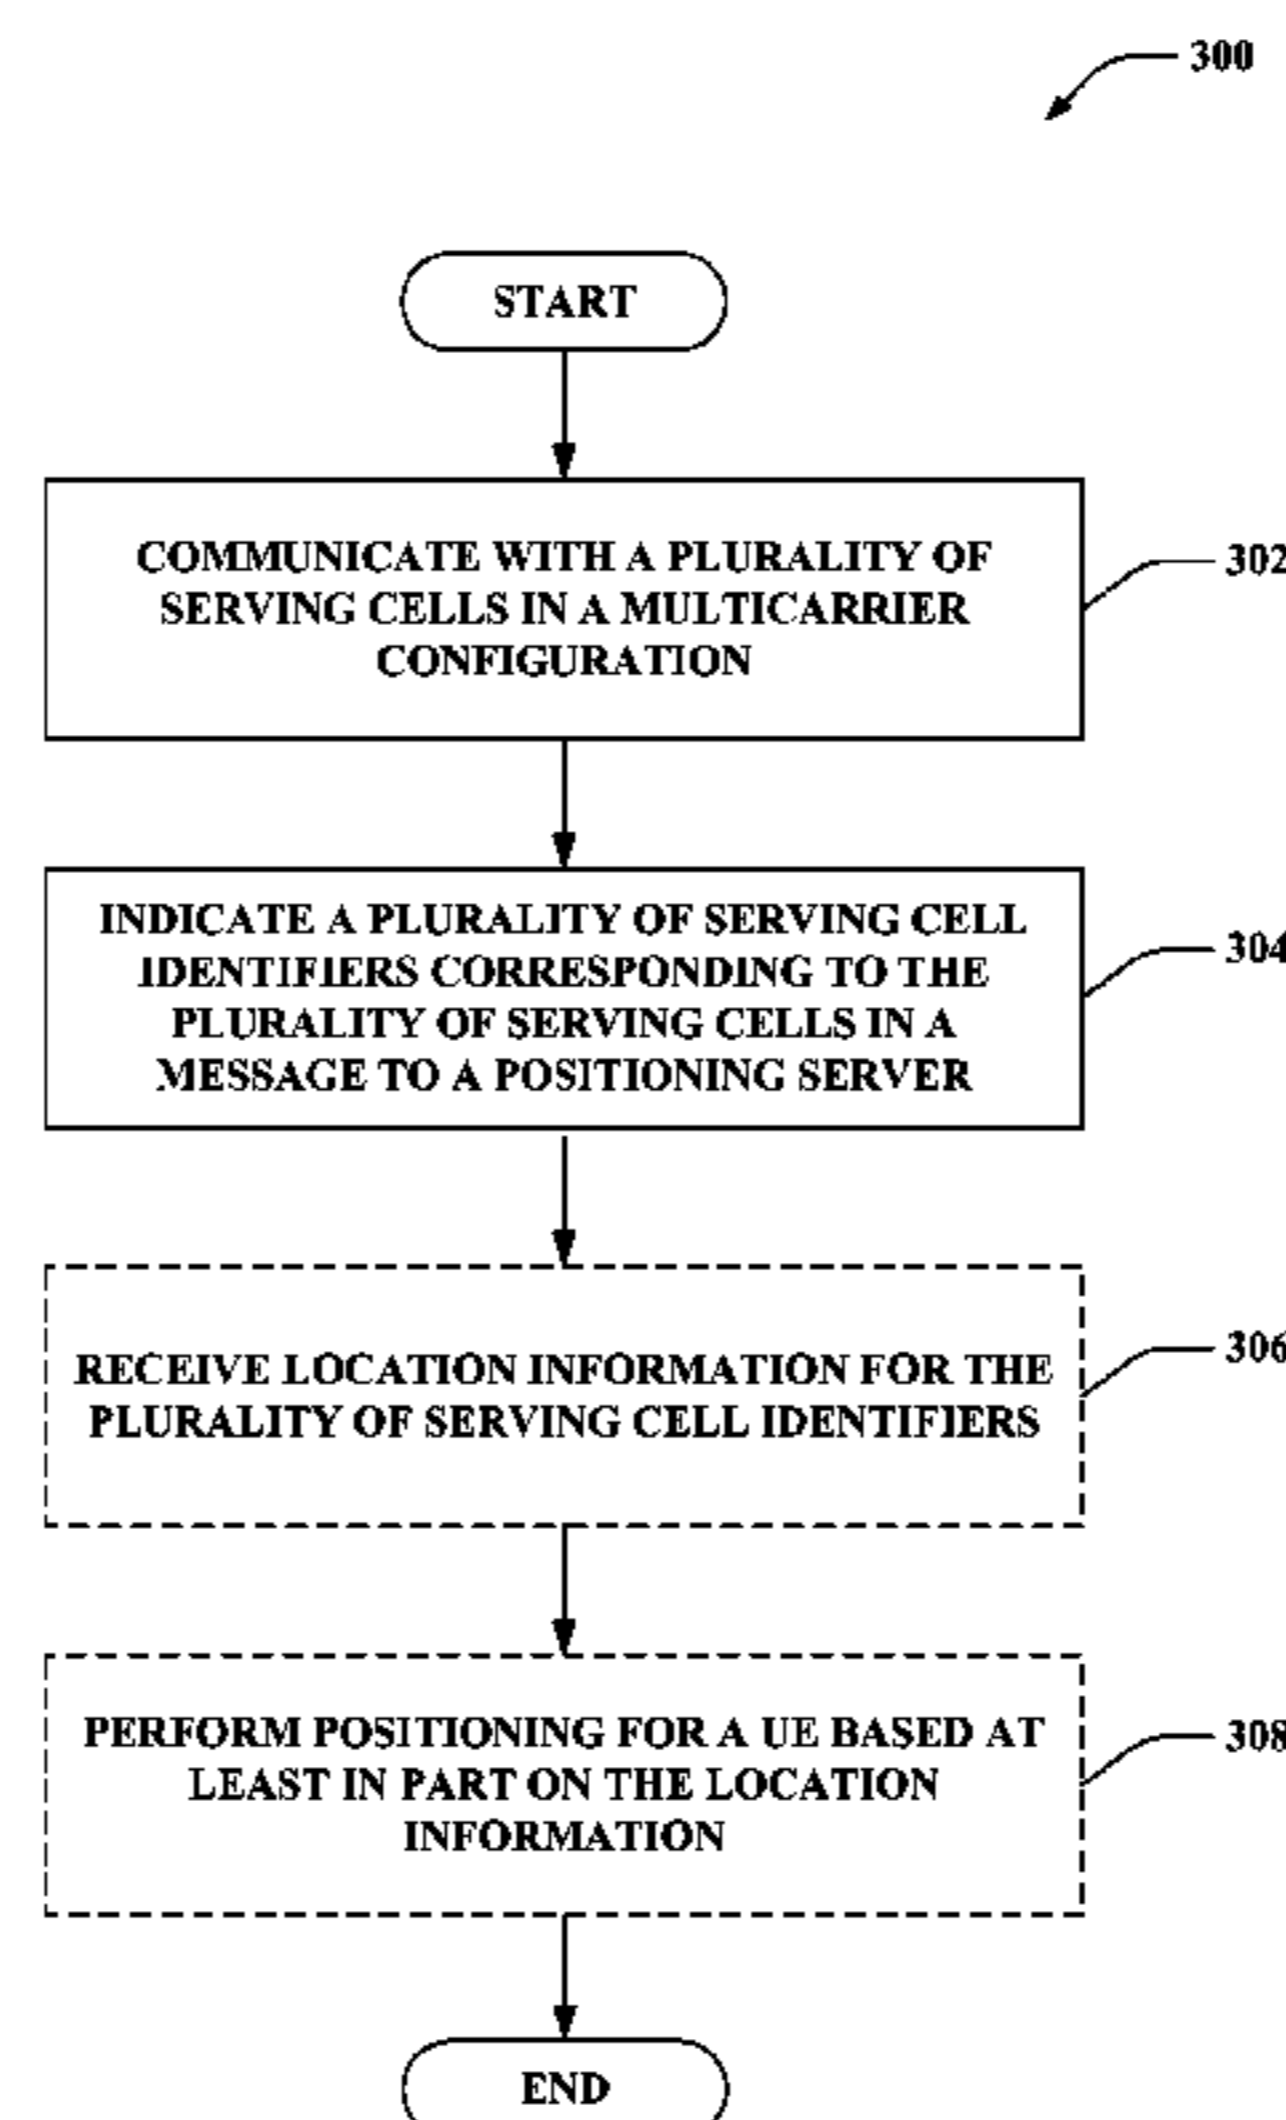 300
START
COMMUNICATE WITH A PLURALITY OF
SERVING CELLS IN A MULTICARRIER
CONFIGURATION
302
INDICATE A PLURALITY OF SERVING CELL
IDENTIFIERS CORRESPONDING TO THE
PLURALITY OF SERVING CELLS IN A
MESSAGE TO A POSITIONING SERVER
304
RECEIVE LOCATION INFORMATION FOR THE
PLURALITY OF SERVING CELL IDENTIFIERS
306
PERFORM POSITIONING FOR A UE BASED AT
LEAST IN PART ON THE LOCATION
INFORMATION
308
END